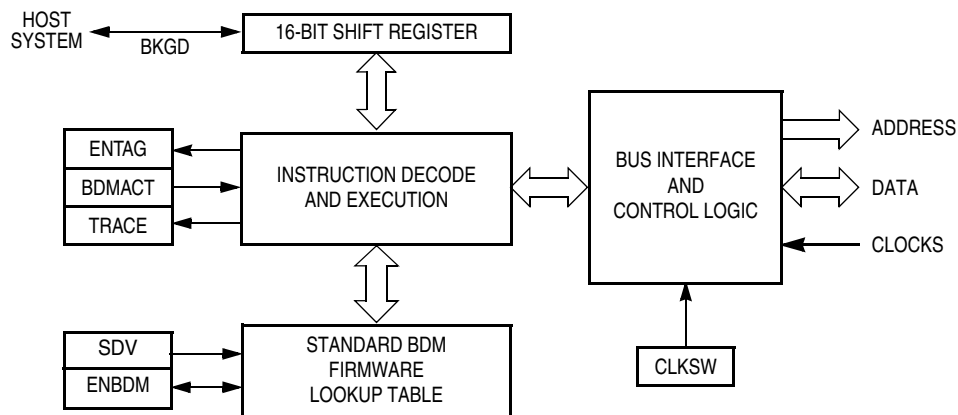 HOST
SYSTEM
BKGD
16-BIT SHIFT REGISTER
ENTAG
BDMACT
TRACE
INSTRUCTION DECODE
AND EXECUTION
BUS INTERFACE
AND
CONTROL LOGIC
ADDRESS
DATA
CLOCKS
SDV
ENBDM
STANDARD BDM
FIRMWARE
LOOKUP TABLE
CLKSW